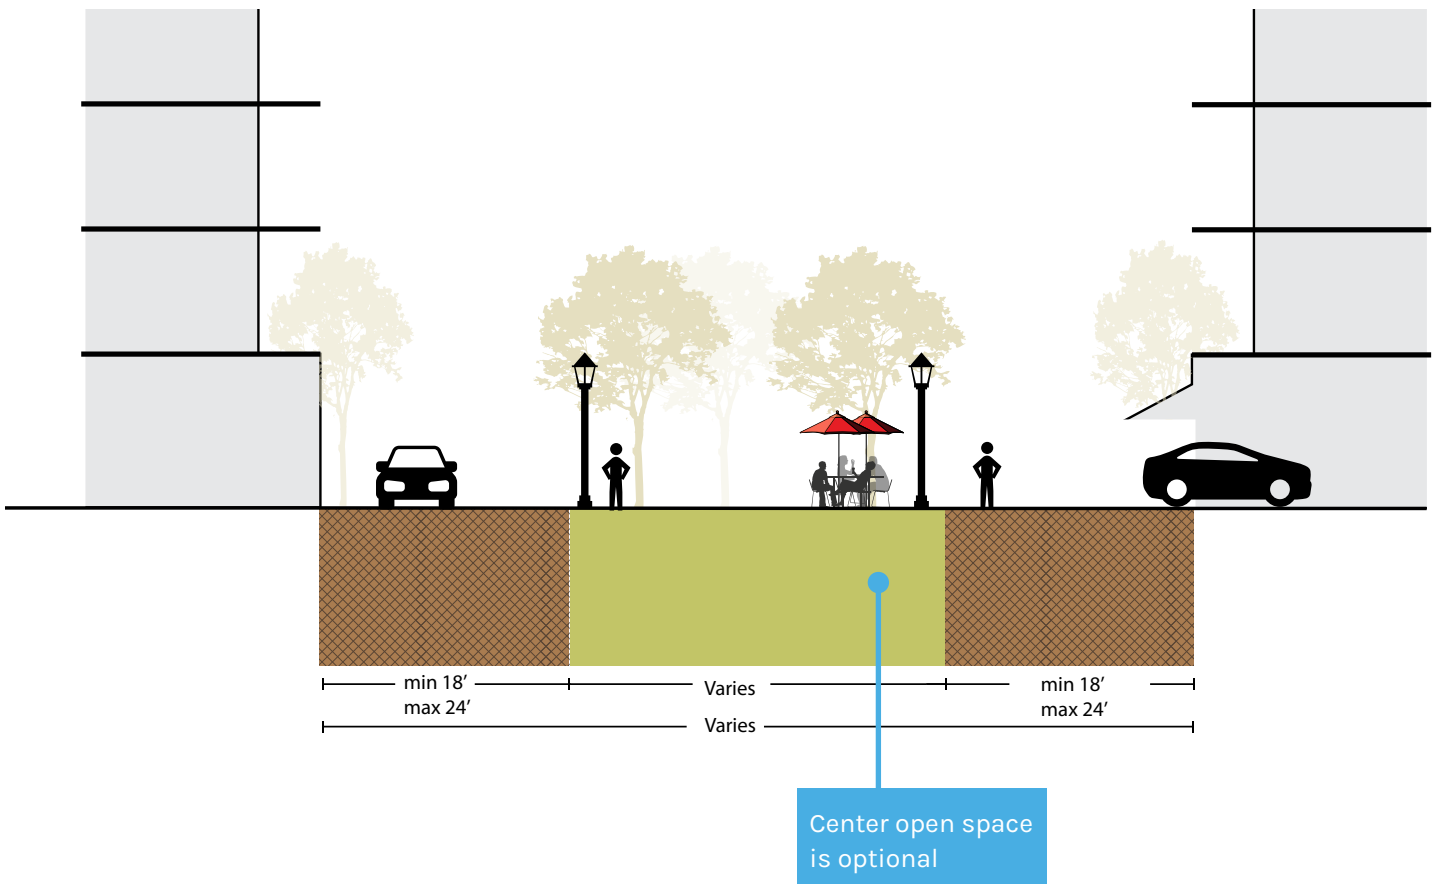 min 18’
max 24’
Varies
min 18’
max 24’
Varies
Center open space
is optional